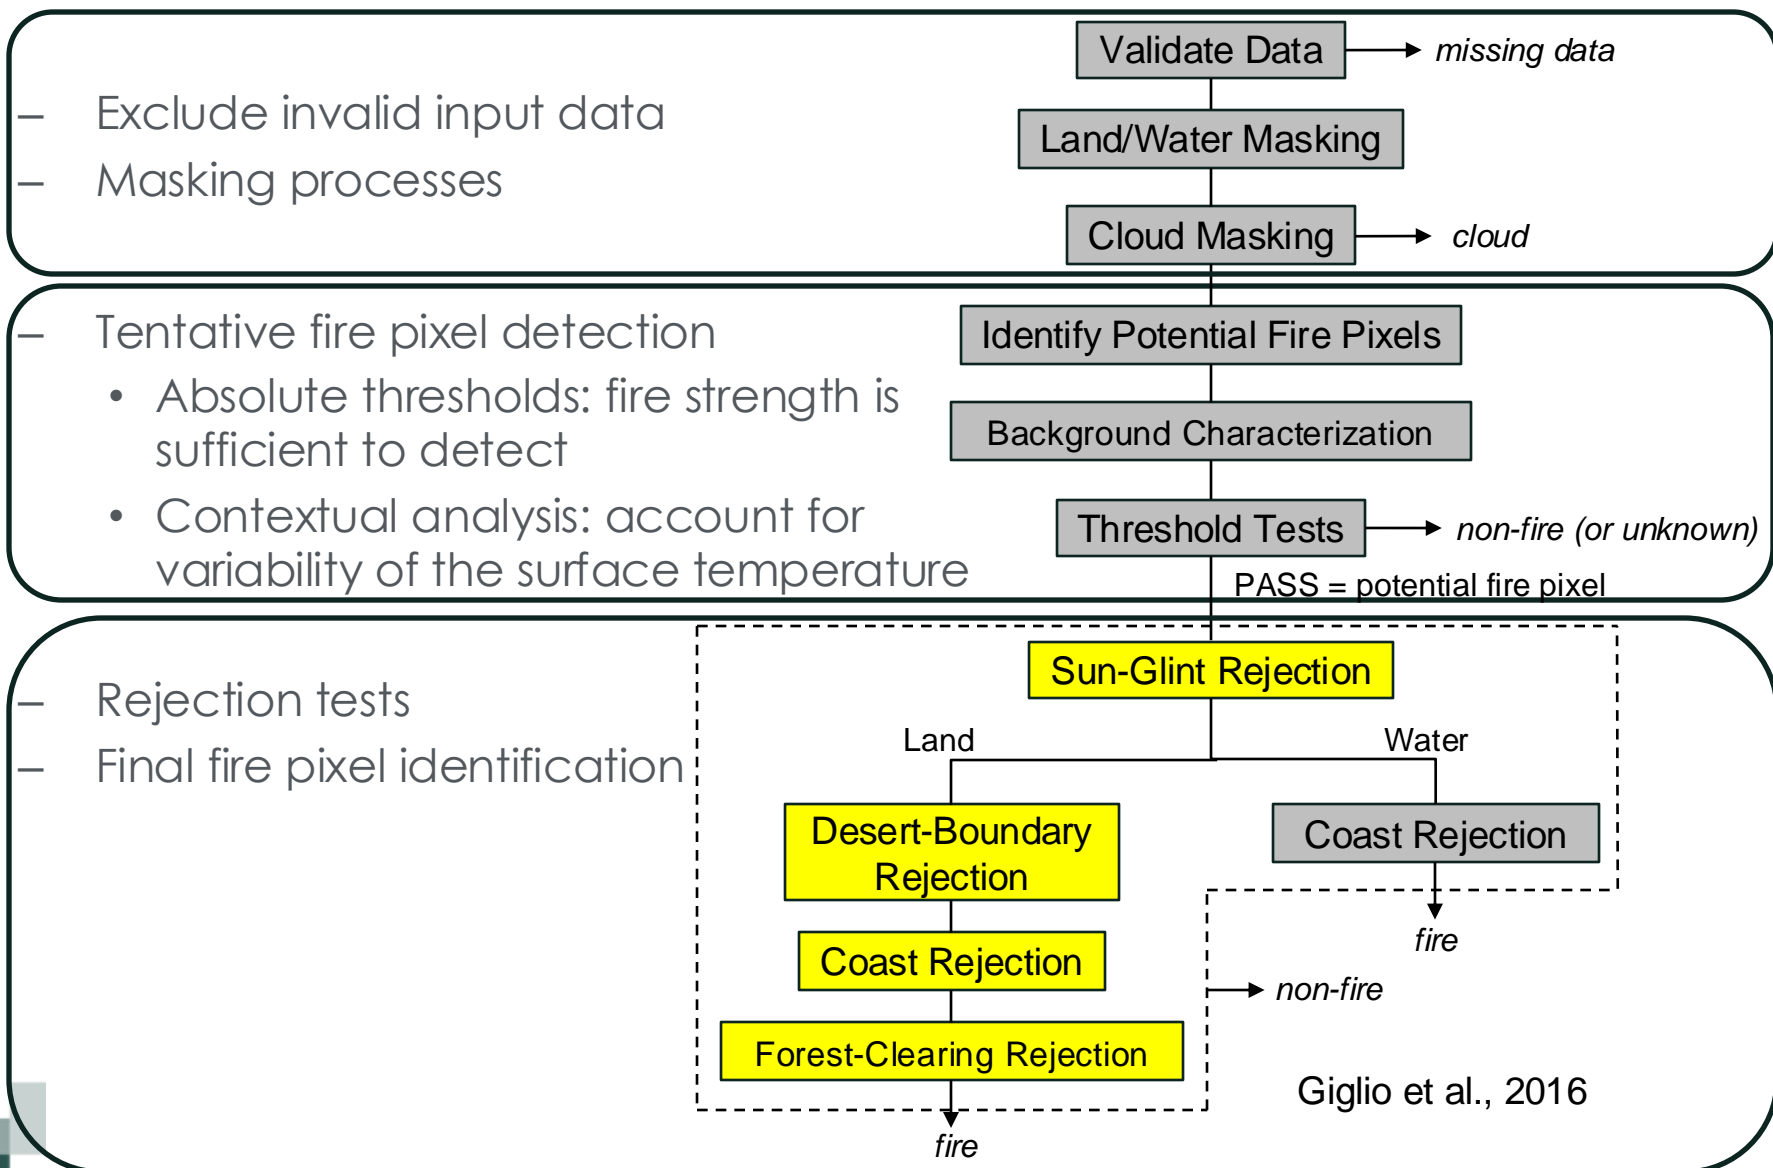 Validate Data
missing data
– Exclude invalid input data
– Masking processes
Land/Water Masking
Cloud Masking
cloud
– Tentative fire pixel detection
• Absolute thresholds: fire strength is
sufficient to detect
• Contextual analysis: account for
variability of the surface temperature
Identify Potential Fire Pixels
Background Characterization
Threshold Tests
non-fire (or unknown)
PASS = potential fire pixel
– Rejection tests
– Final fire pixel identification
Sun-Glint Rejection
Land
Water
Desert-Boundary
Rejection
Coast Rejection
Coast Rejection
fire
non-fire
Forest-Clearing Rejection
fire
Giglio et al., 2016